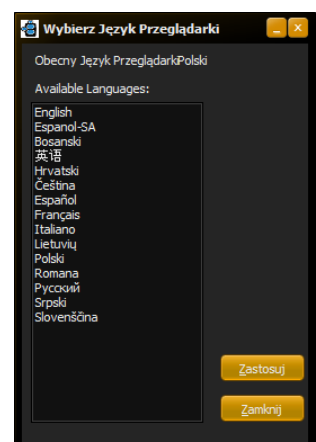 Wybierz Język Przeglądarki
Obecny Język PrzeglądarkiPolski
Available Languages:
English
Espanol-SA
Bosanski
英语
Hrvatski
Čeština
Español
Français
Italiano
Lietuvių
Polski
Romana
Русский
Srpski
Slovenščina
Zastosuj
Zamknij